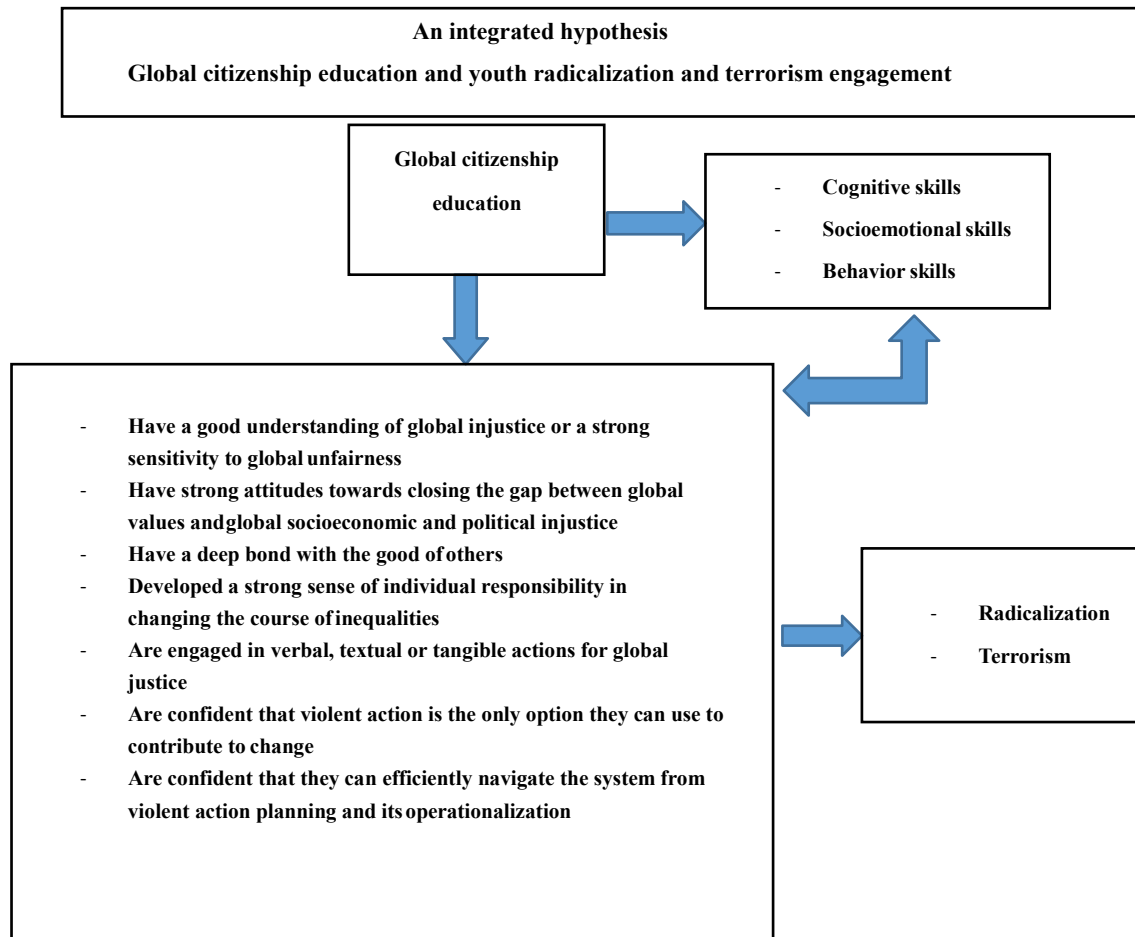 An integrated hypothesis
Global citizenship education and youth radicalization and terrorism engagement
Global citizenship
education
- Cognitive skills
- Socioemotional skills
- Behavior skills
- Have a good understanding of global injustice or a strong
sensitivity to global unfairness
- Have strong attitudes towards closing the gap between global
values andglobal socioeconomic and political injustice
- Have a deep bond with the good of others
- Developed a strong sense of individual responsibility in
changing the course of inequalities
- Are engaged in verbal, textual or tangible actions for global
justice
- Are confident that violent action is the only option they can use to
contribute to change
- Are confident that they can efficiently navigate the system from
violent action planning and its operationalization
- Radicalization
- Terrorism